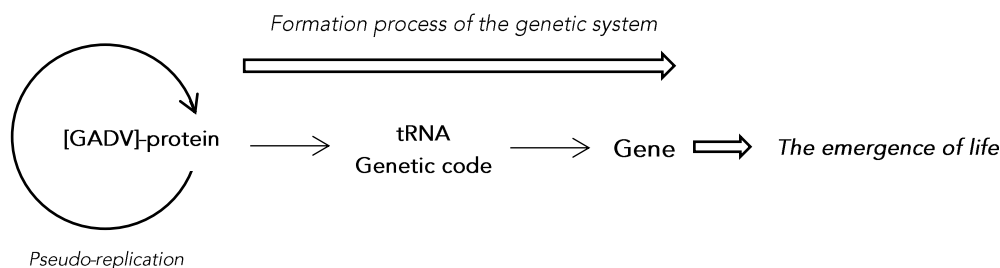 Formation process of the genetic system
[GADV]-protein
tRNA
Genetic code
Gene
The emergence of life
Pseudo-replication